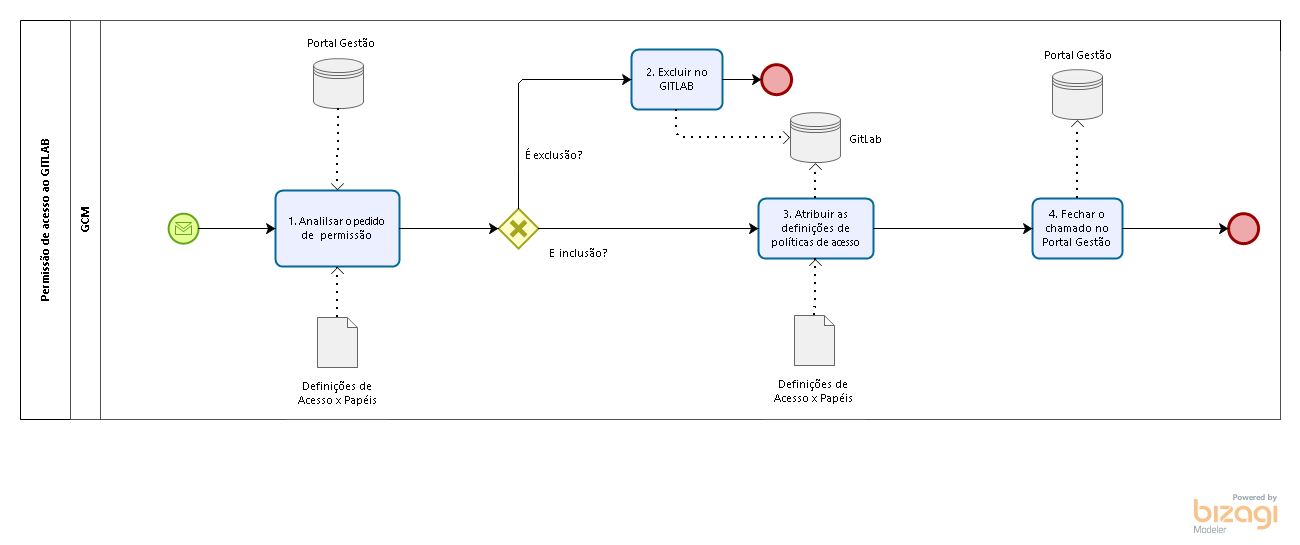 Permissão de acesso ao GITLAB
GCM
Portal Gestão
1. Analilsar o pedido
de permissão
Definições de
Acesso x Papéis
É exclusão?
E inclusão?
2. Excluir no
GITLAB
GitLab
3. Atribuir as
definições de
políticas de acesso
Definições de
Acesso x Papéis
Portal Gestão
4. Fechar o
chamado no
Portal Gestão
Powered by
bizagi
Modeler